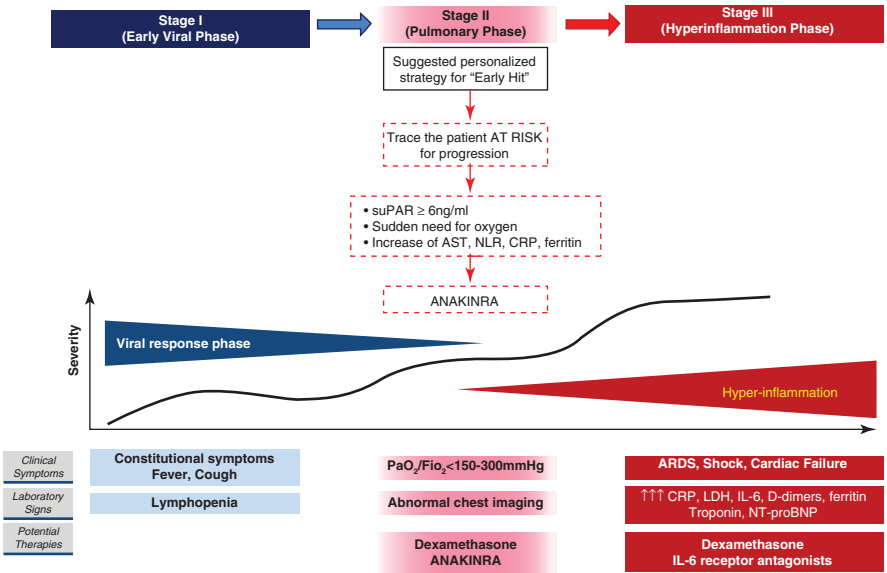 Stage I
(Early Viral Phase)
Stage II
(Pulmonary Phase)
Stage III
(Hyperinflammation Phase)
Suggested personalized
strategy for "Early Hit"
Trace the patient AT RISK
for progression
• suPAR ≥ 6ng/ml
• Sudden need for oxygen
• Increase of AST, NLR, CRP, ferritin
ANAKINRA
Severity
Viral response phase
Hyper-inflammation
Clinical
Symptoms
Constitutional symptoms
Fever, Cough
PaO₂/Fio₂<150-300mmHg
ARDS, Shock, Cardiac Failure
Laboratory
Signs
Lymphopenia
Abnormal chest imaging
↑↑↑ CRP, LDH, IL-6, D-dimers, ferritin
Troponin, NT-proBNP
Potential
Therapies
Dexamethasone
ANAKINRA
Dexamethasone
IL-6 receptor antagonists